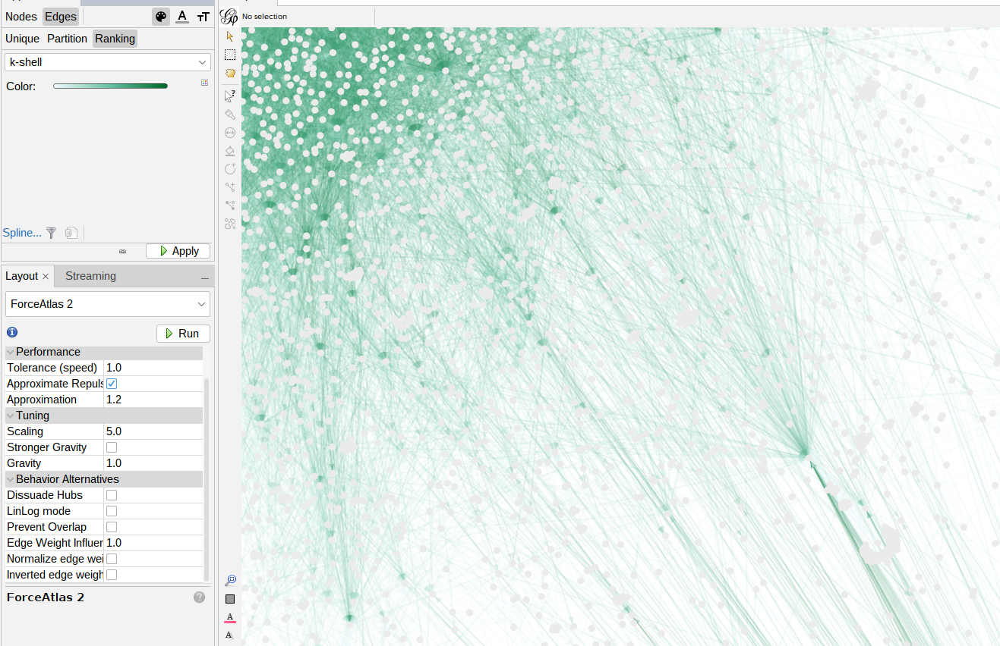 Nodes Edges A TT
No selection
Unique Partition Ranking
k-shell
Color:
Spline...
Apply
Layout × Streaming
ForceAtlas 2
Run
Performance
Tolerance (speed) 1.0
Approximate Repuls
Approximation 1.2
Tuning
Scaling 5.0
Stronger Gravity
Gravity 1.0
Behavior Alternatives
Dissuade Hubs
LinLog mode
Prevent Overlap
Edge Weight Influer 1.0
Normalize edge wei
Inverted edge weigh
ForceAtlas 2 ?
A
A